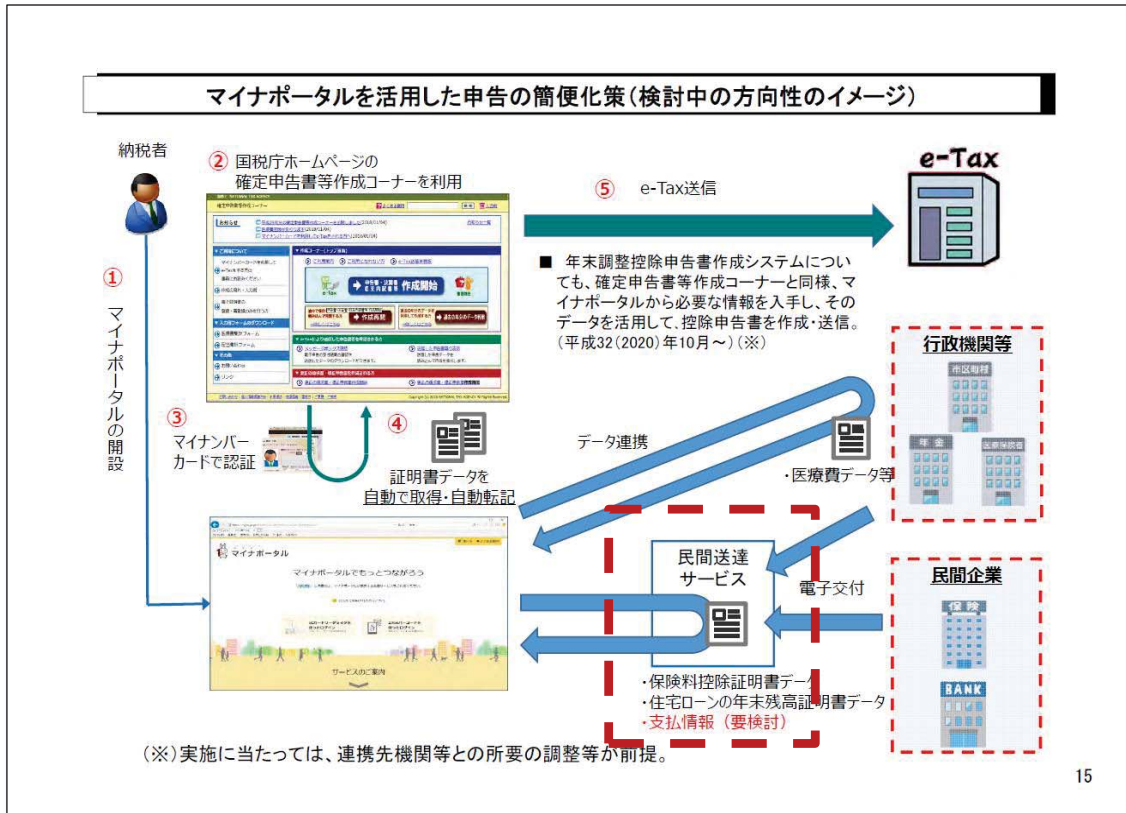 マイナポータルを活用した申告の簡便化策（検討中の方向性のイメージ）
納税者
② 国税庁ホームページの
確定申告書等作成コーナーを利用
⑤ e-Tax送信
e-Tax
① マイナポータルの開設
■ 年末調整控除申告書作成システムについ
ても、確定申告書等作成コーナーと同様、マ
イナポータルから必要な情報を入手し、その
データを活用して、控除申告書を作成・送信。
（平成32（2020）年10月～）（※）
作成開始
作成再開
リンク
③
マイナンバー
カードで認証
④
証明書データを
自動で取得・自動転記
データ連携
・医療費データ等
行政機関等
市区町村
年金
医療保険者
マイナポータル
マイナポータルでもっとつながろう
サービスのご案内
民間送達
サービス
電子交付
民間企業
保険
BANK
・保険料控除証明書データ
・住宅ローンの年末残高証明書データ
・支払情報（要検討）
（※）実施に当たっては、連携先機関等との所要の調整等が前提。
15